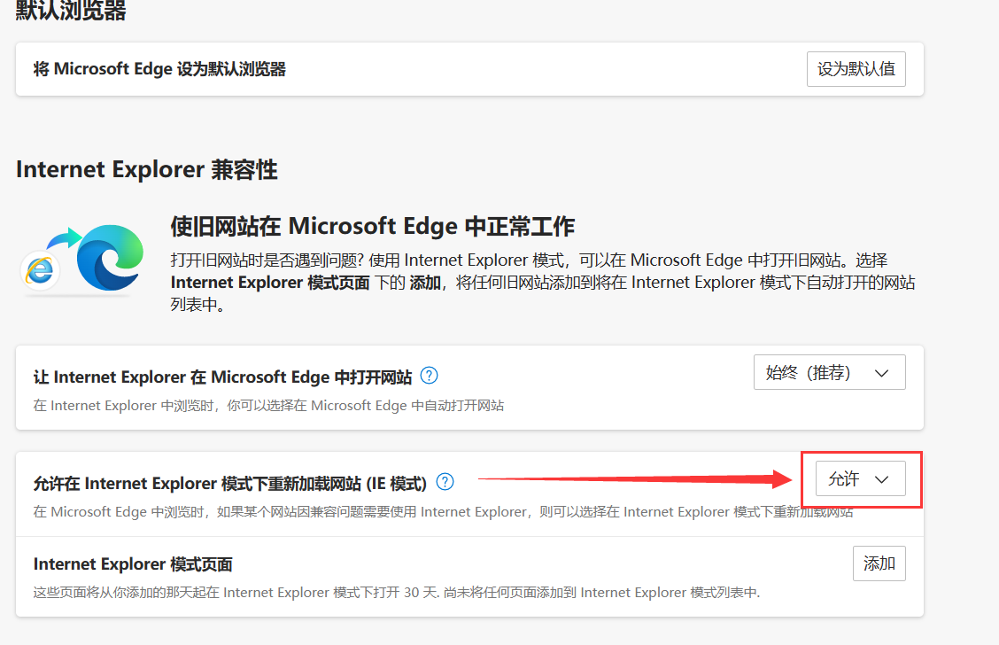 默认浏览器
将 Microsoft Edge 设为默认浏览器
设为默认值
Internet Explorer 兼容性
使旧网站在 Microsoft Edge 中正常工作
打开旧网站时是否遇到问题? 使用 Internet Explorer 模式，可以在 Microsoft Edge 中打开旧网站。选择
Internet Explorer 模式页面 下的 添加，将任何旧网站添加到将在 Internet Explorer 模式下自动打开的网站
列表中。
让 Internet Explorer 在 Microsoft Edge 中打开网站
始终（推荐）
在 Internet Explorer 中浏览时，你可以选择在 Microsoft Edge 中自动打开网站
允许在 Internet Explorer 模式下重新加载网站 (IE 模式)
允许
在 Microsoft Edge 中浏览时，如果某个网站因兼容问题需要使用 Internet Explorer，则可以选择在 Internet Explorer 模式下重新加载网站
Internet Explorer 模式页面
添加
这些页面将从你添加的那天起在 Internet Explorer 模式下打开 30 天. 尚未将任何页面添加到 Internet Explorer 模式列表中.